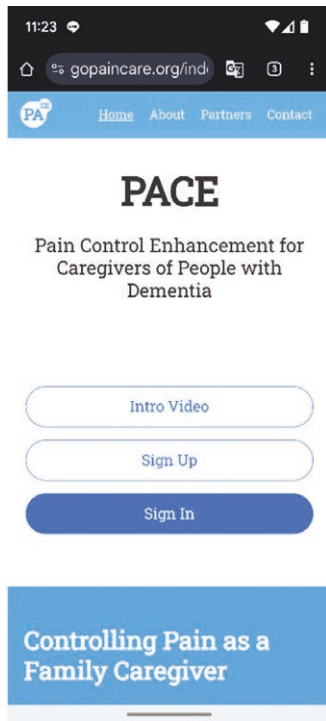 11:23
gopaincare.org/ind
3
PACE
Home About Partners Contact
PACE
Pain Control Enhancement for
Caregivers of People with
Dementia
Intro Video
Sign Up
Sign In
Controlling Pain as a
Family Caregiver